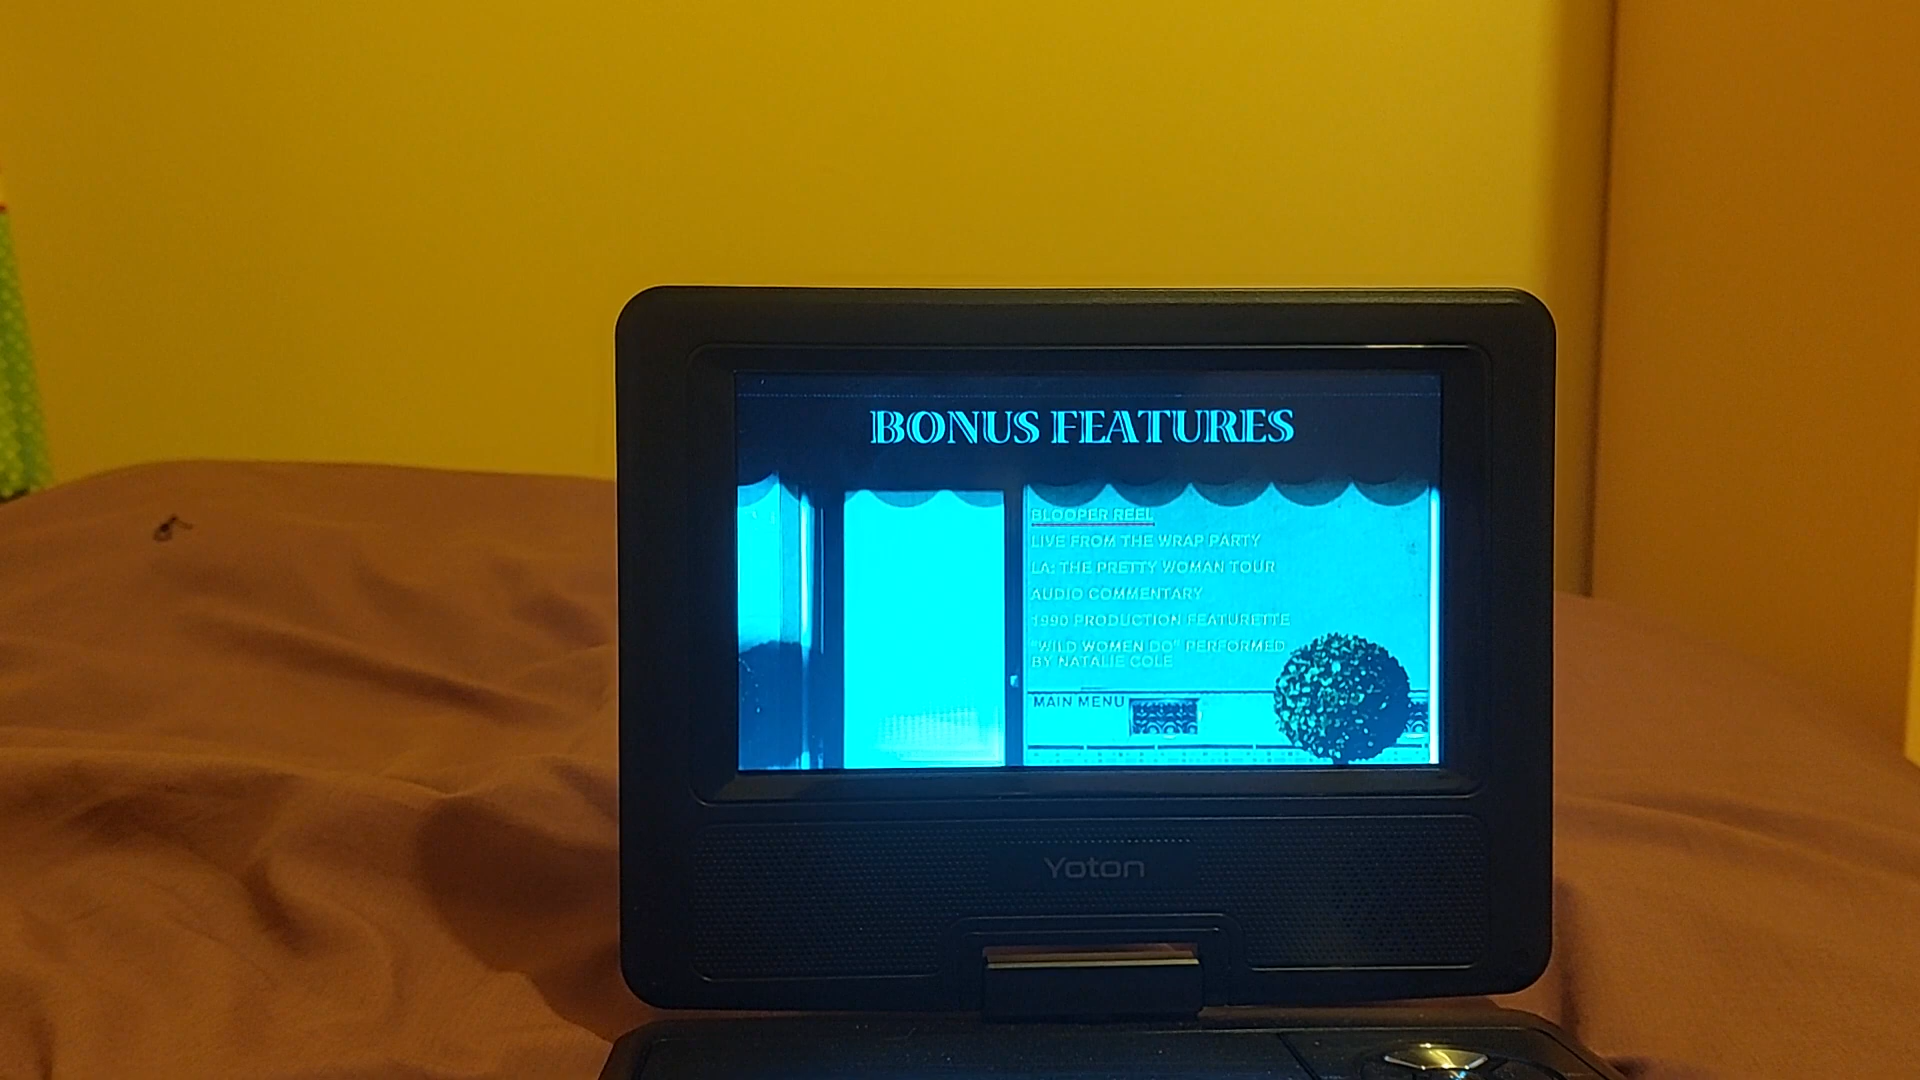 BONUS FEATURES
BLOOPER REEL
LIVE FROM THE WRAP PARTY
LA: THE PRETTY WOMAN TOUR
AUDIO COMMENTARY
1990 PRODUCTION FEATURETTE
"WILD WOMEN DO" PERFORMED
BY NATALIE COLE
MAIN MENU
Yoton